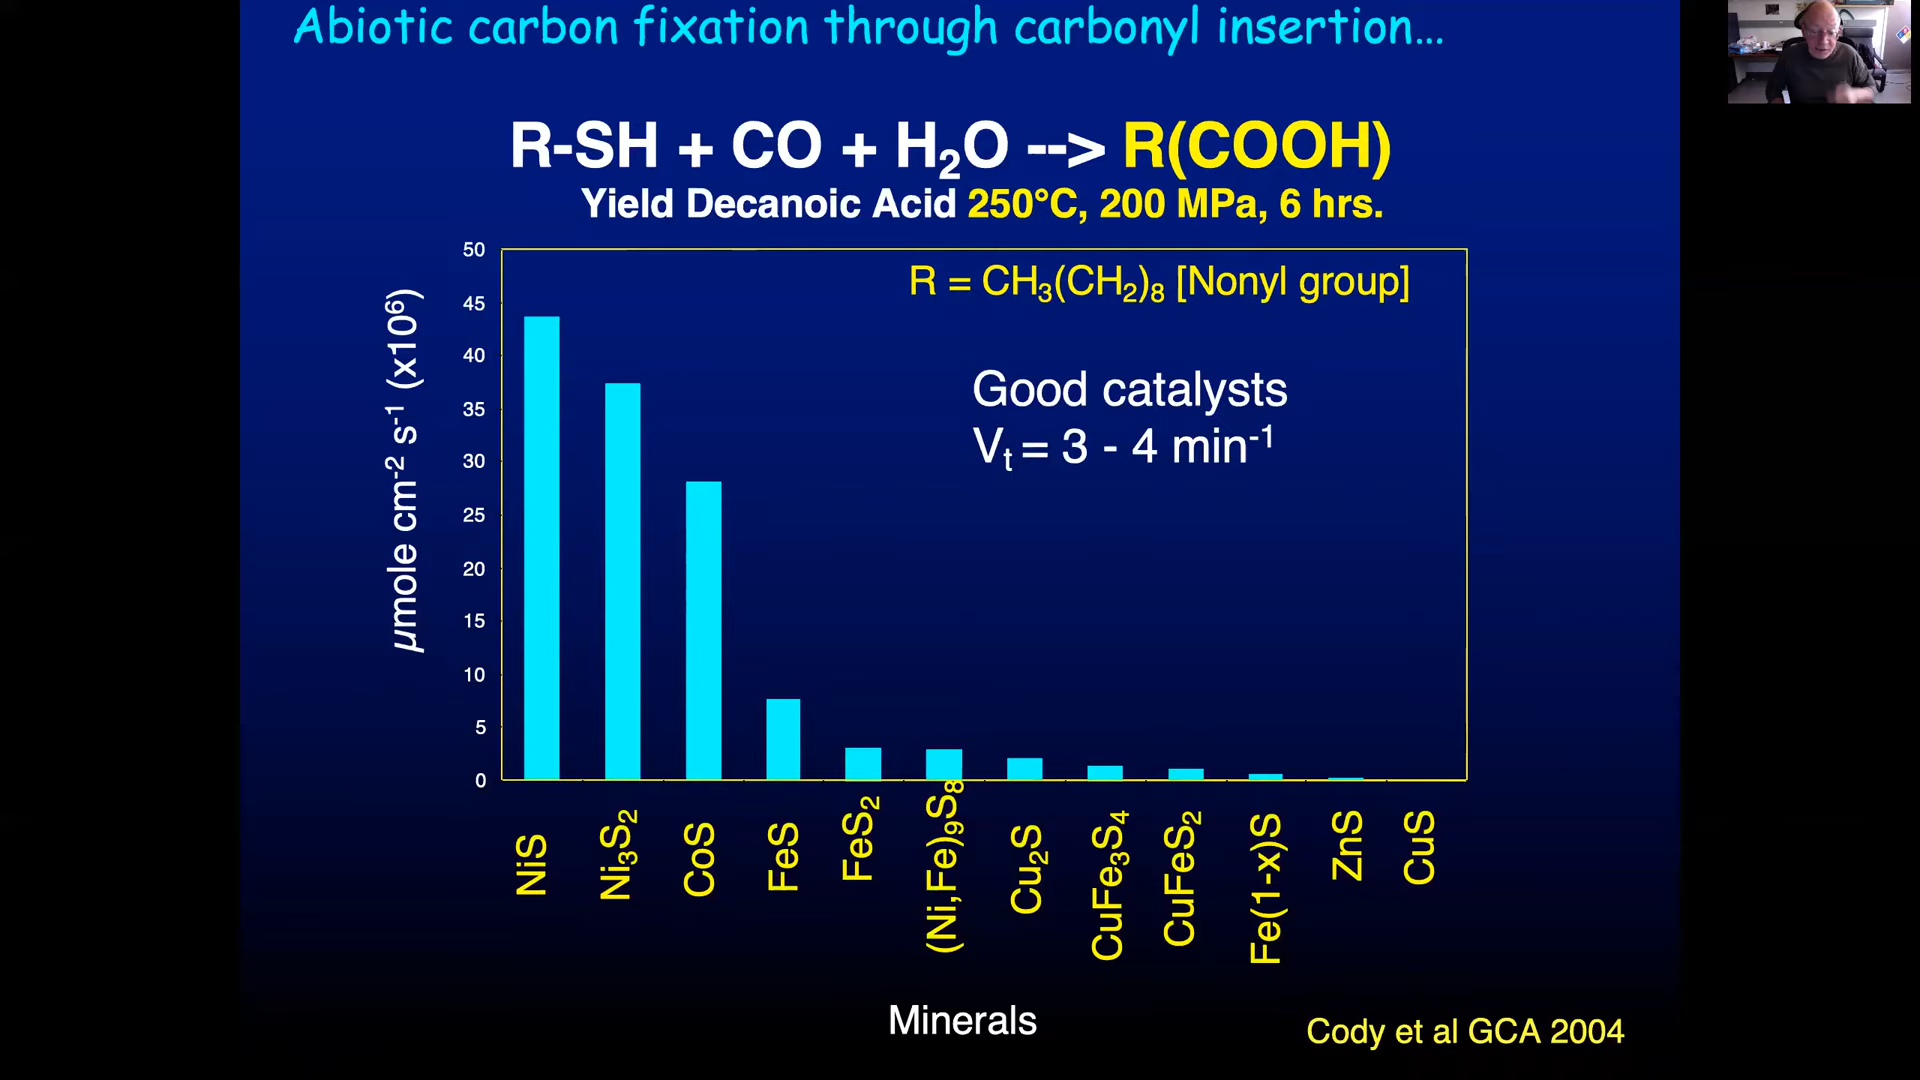 Abiotic carbon fixation through carbonyl insertion...
R-SH + CO + H₂O --> R(COOH)
Yield Decanoic Acid 250°C, 200 MPa, 6 hrs.
R = CH₃(CH₂)₈ [Nonyl group]
Good catalysts
Vₜ = 3 - 4 min⁻¹
µmole cm⁻² s⁻¹ (x10⁶)
50
45
40
35
30
25
20
15
10
5
0
NiS
Ni₃S₂
CoS
FeS
FeS₂
(Ni,Fe)₉S₈
Cu₂S
CuFe₃S₄
CuFeS₂
Fe(1-x)S
ZnS
CuS
Minerals
Cody et al GCA 2004